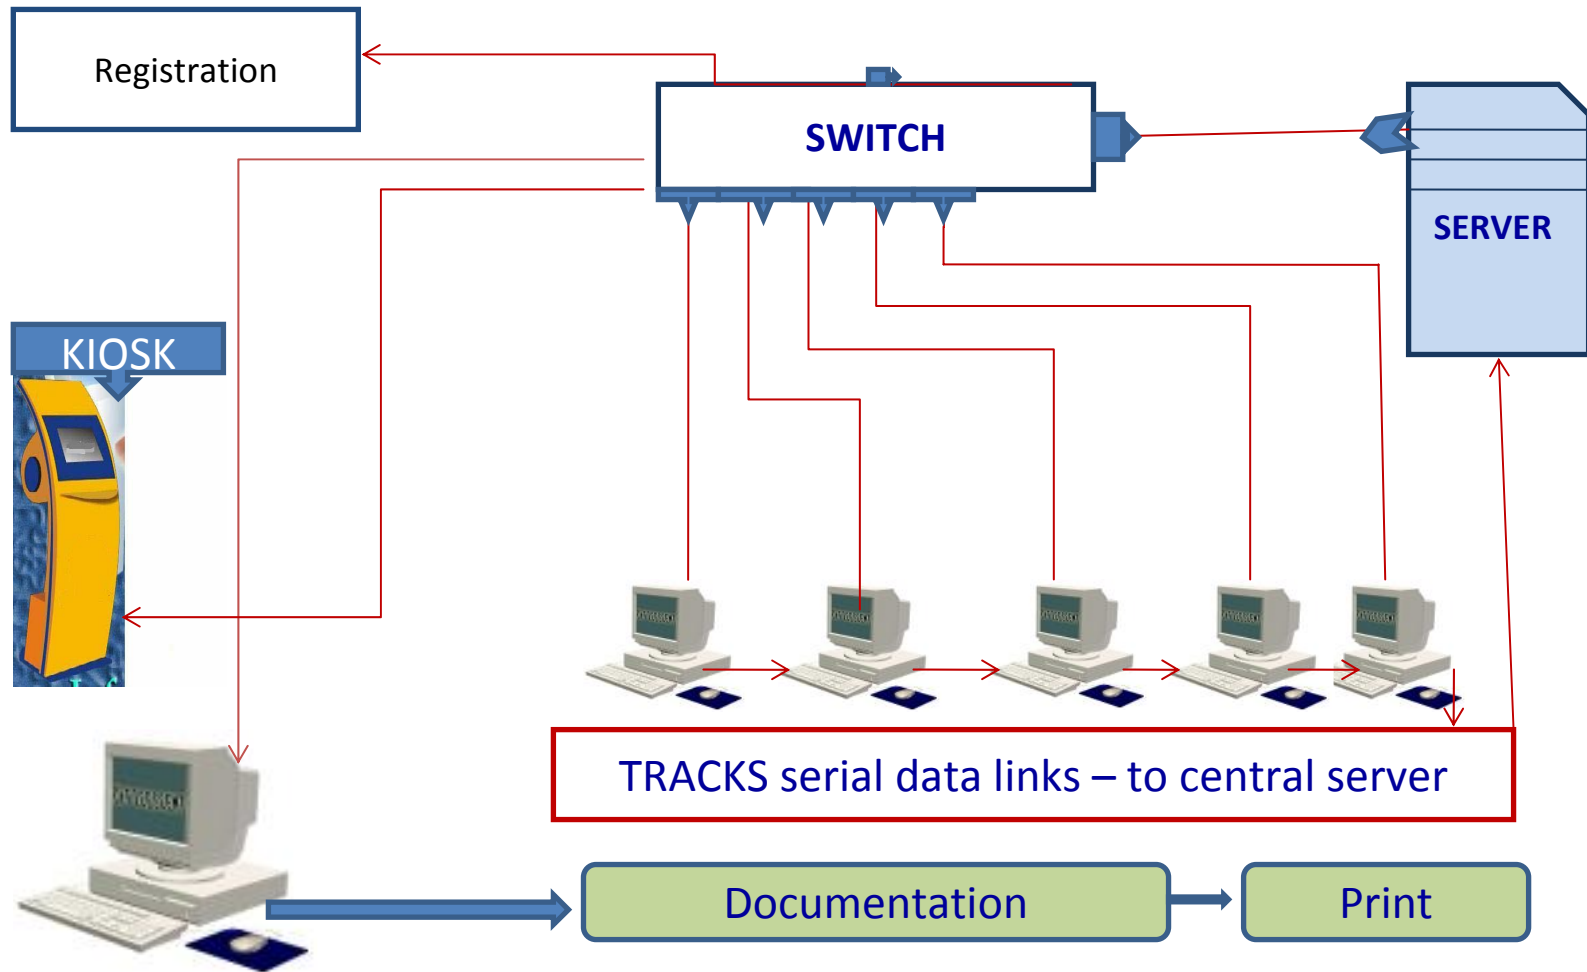 Registration
SWITCH
SERVER
KIOSK
TRACKS serial data links – to central server
Documentation
Print